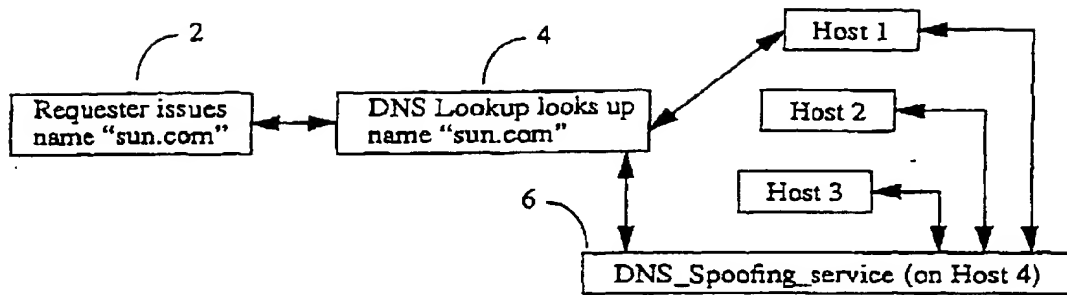 2
4
Host 1
Requester issues
name "sun.com"
DNS Lookup looks up
name "sun.com"
Host 2
Host 3
6
DNS_Spoofing_service (on Host 4)